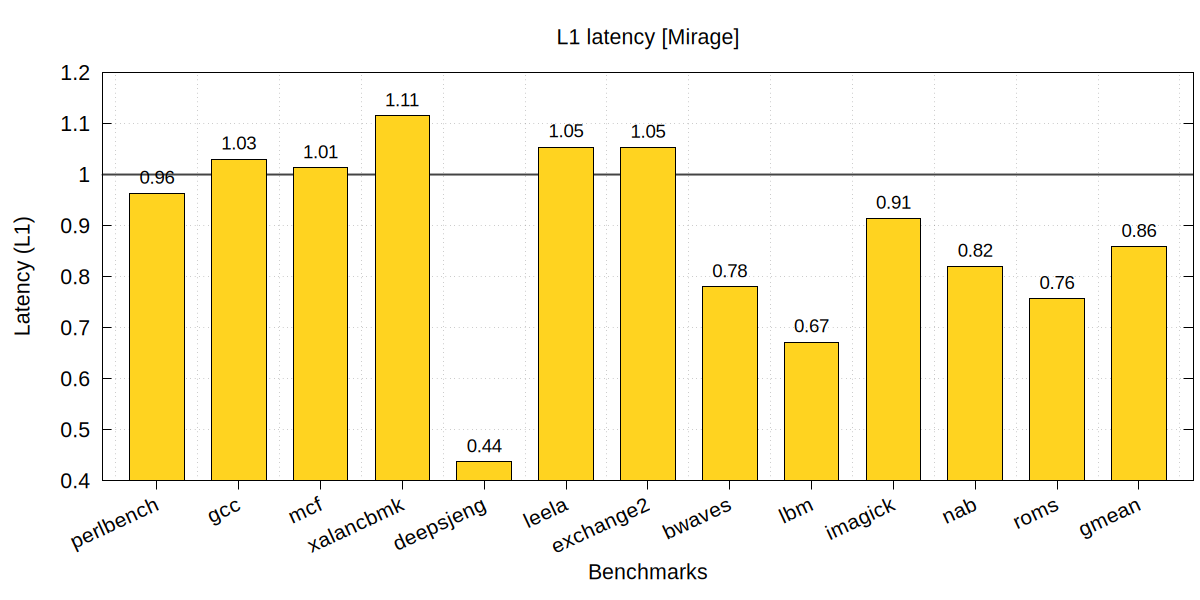 L1 latency [Mirage]
Latency (L1)
1.2
1.1
1
0.9
0.8
0.7
0.6
0.5
0.4
0.96
1.03
1.01
1.11
0.44
1.05
1.05
0.78
0.67
0.91
0.82
0.76
0.86
perlbench
gcc
mcf
xalancbmk
deepsjeng
leela
exchange2
bwaves
lbm
imagick
nab
roms
gmean
Benchmarks